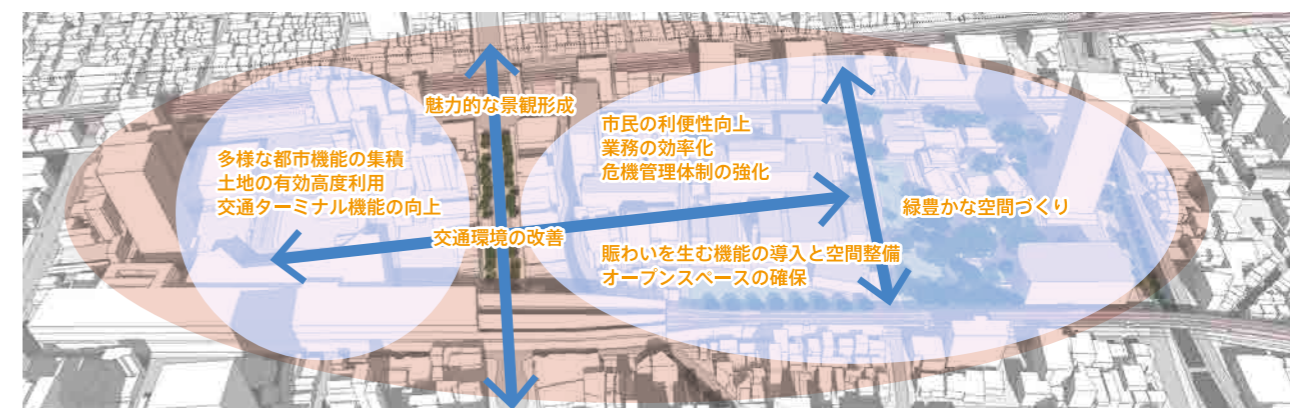 魅力的な景観形成
多様な都市機能の集積
土地の有効高度利用
交通ターミナル機能の向上
交通環境の改善
市民の利便性向上
業務の効率化
危機管理体制の強化
緑豊かな空間づくり
賑わいを生む機能の導入と空間整備
オープンスペースの確保